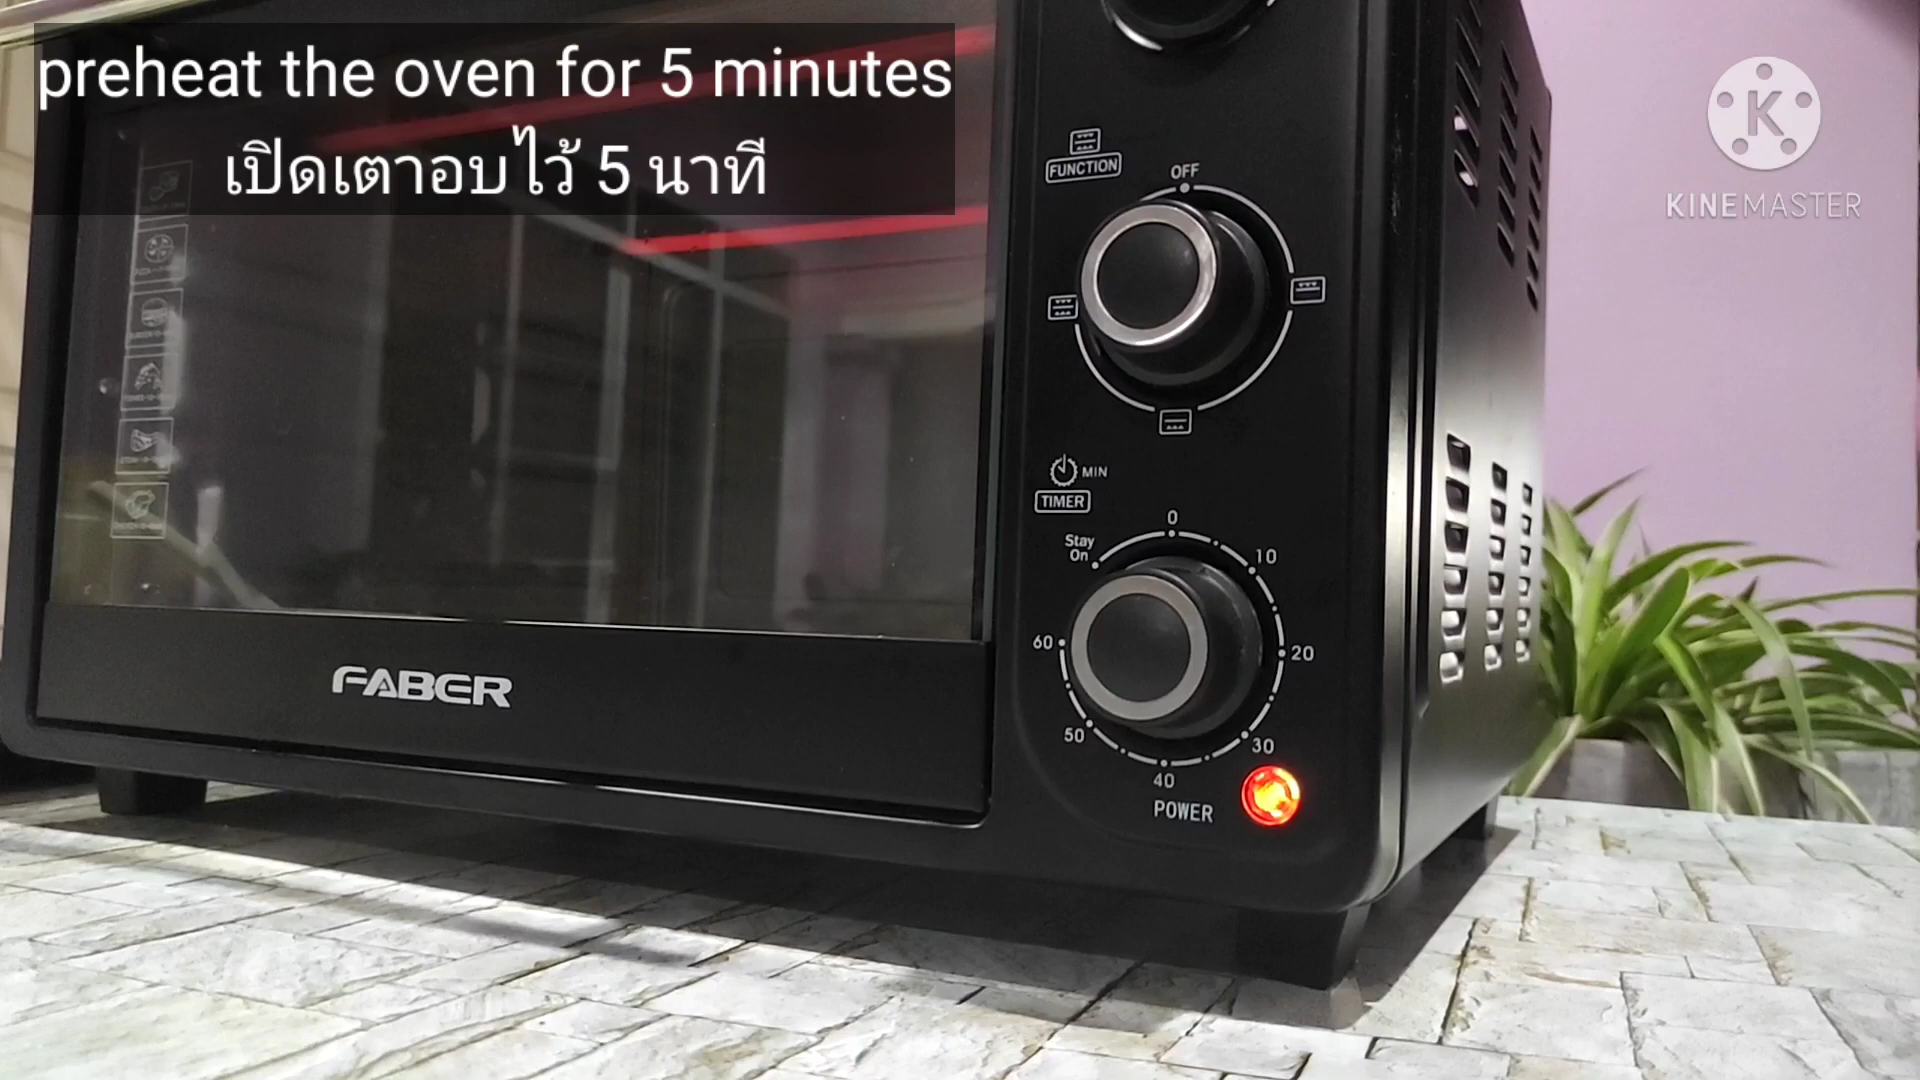 preheat the oven for 5 minutes
เปิดเตาอบไว้ 5 นาที
KINEMASTER
FUNCTION
OFF
MIN
TIMER
Stay
On
0
10
20
30
40
50
60
POWER
FABER